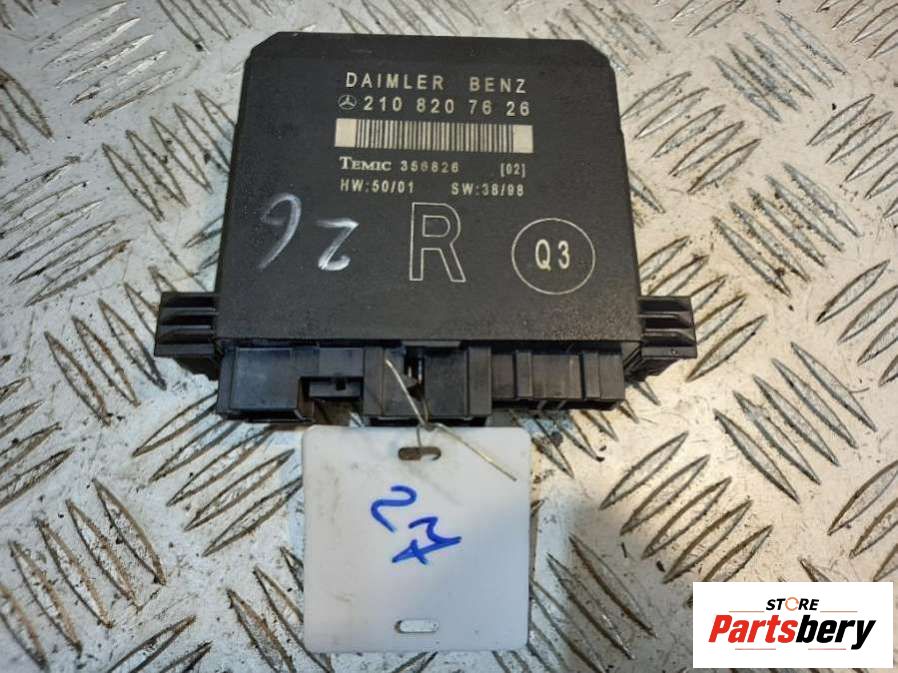 DAIMLER BENZ
210 820 76 26
TEMIC 356826 [02]
HW:50/01 SW:38/98
26
R
Q3
STORE
Partsbery